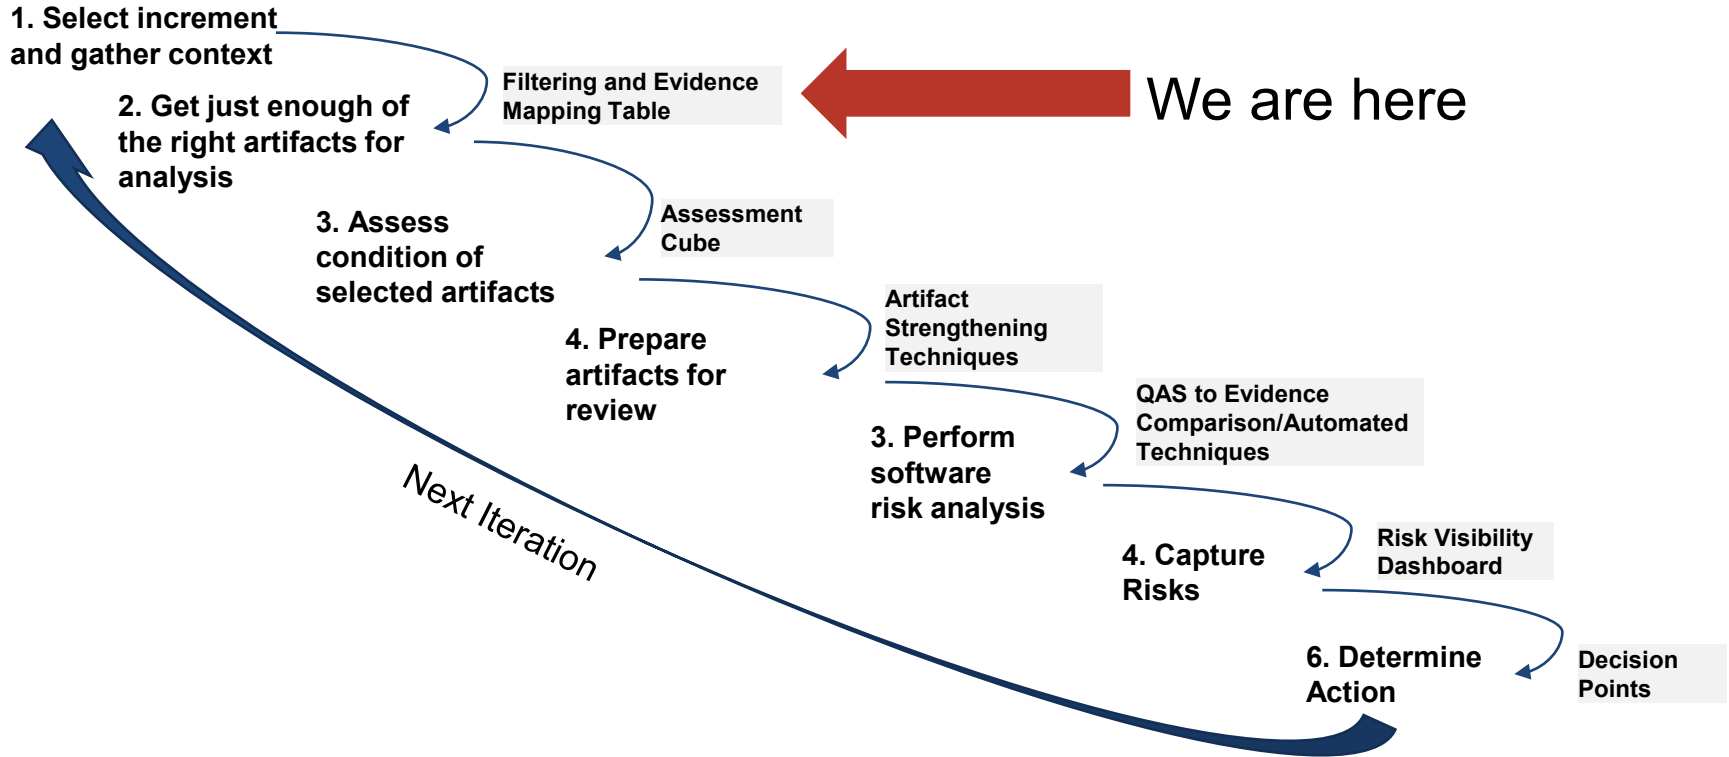 1. Select increment
and gather context
Filtering and Evidence
Mapping Table
We are here
2. Get just enough of
the right artifacts for
analysis
Assessment
Cube
3. Assess
condition of
selected artifacts
Artifact
Strengthening
Techniques
4. Prepare
artifacts for
review
QAS to Evidence
Comparison/Automated
Techniques
3. Perform
software
risk analysis
Next Iteration
Risk Visibility
Dashboard
4. Capture
Risks
Decision
Points
6. Determine
Action